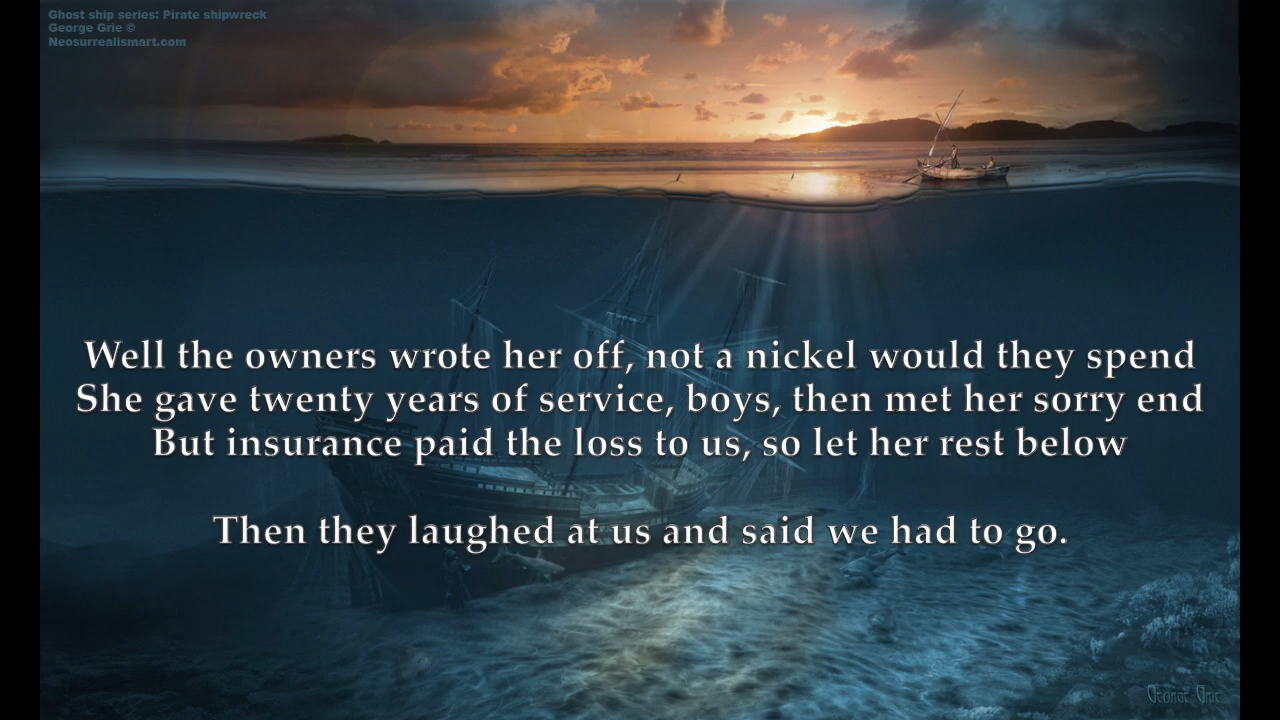 Ghost ship series: Pirate shipwreck
George Grie ©
Neosurrealismart.com
Well the owners wrote her off, not a nickel would they spend
She gave twenty years of service, boys, then met her sorry end
But insurance paid the loss to us, so let her rest below
Then they laughed at us and said we had to go.
George Grie